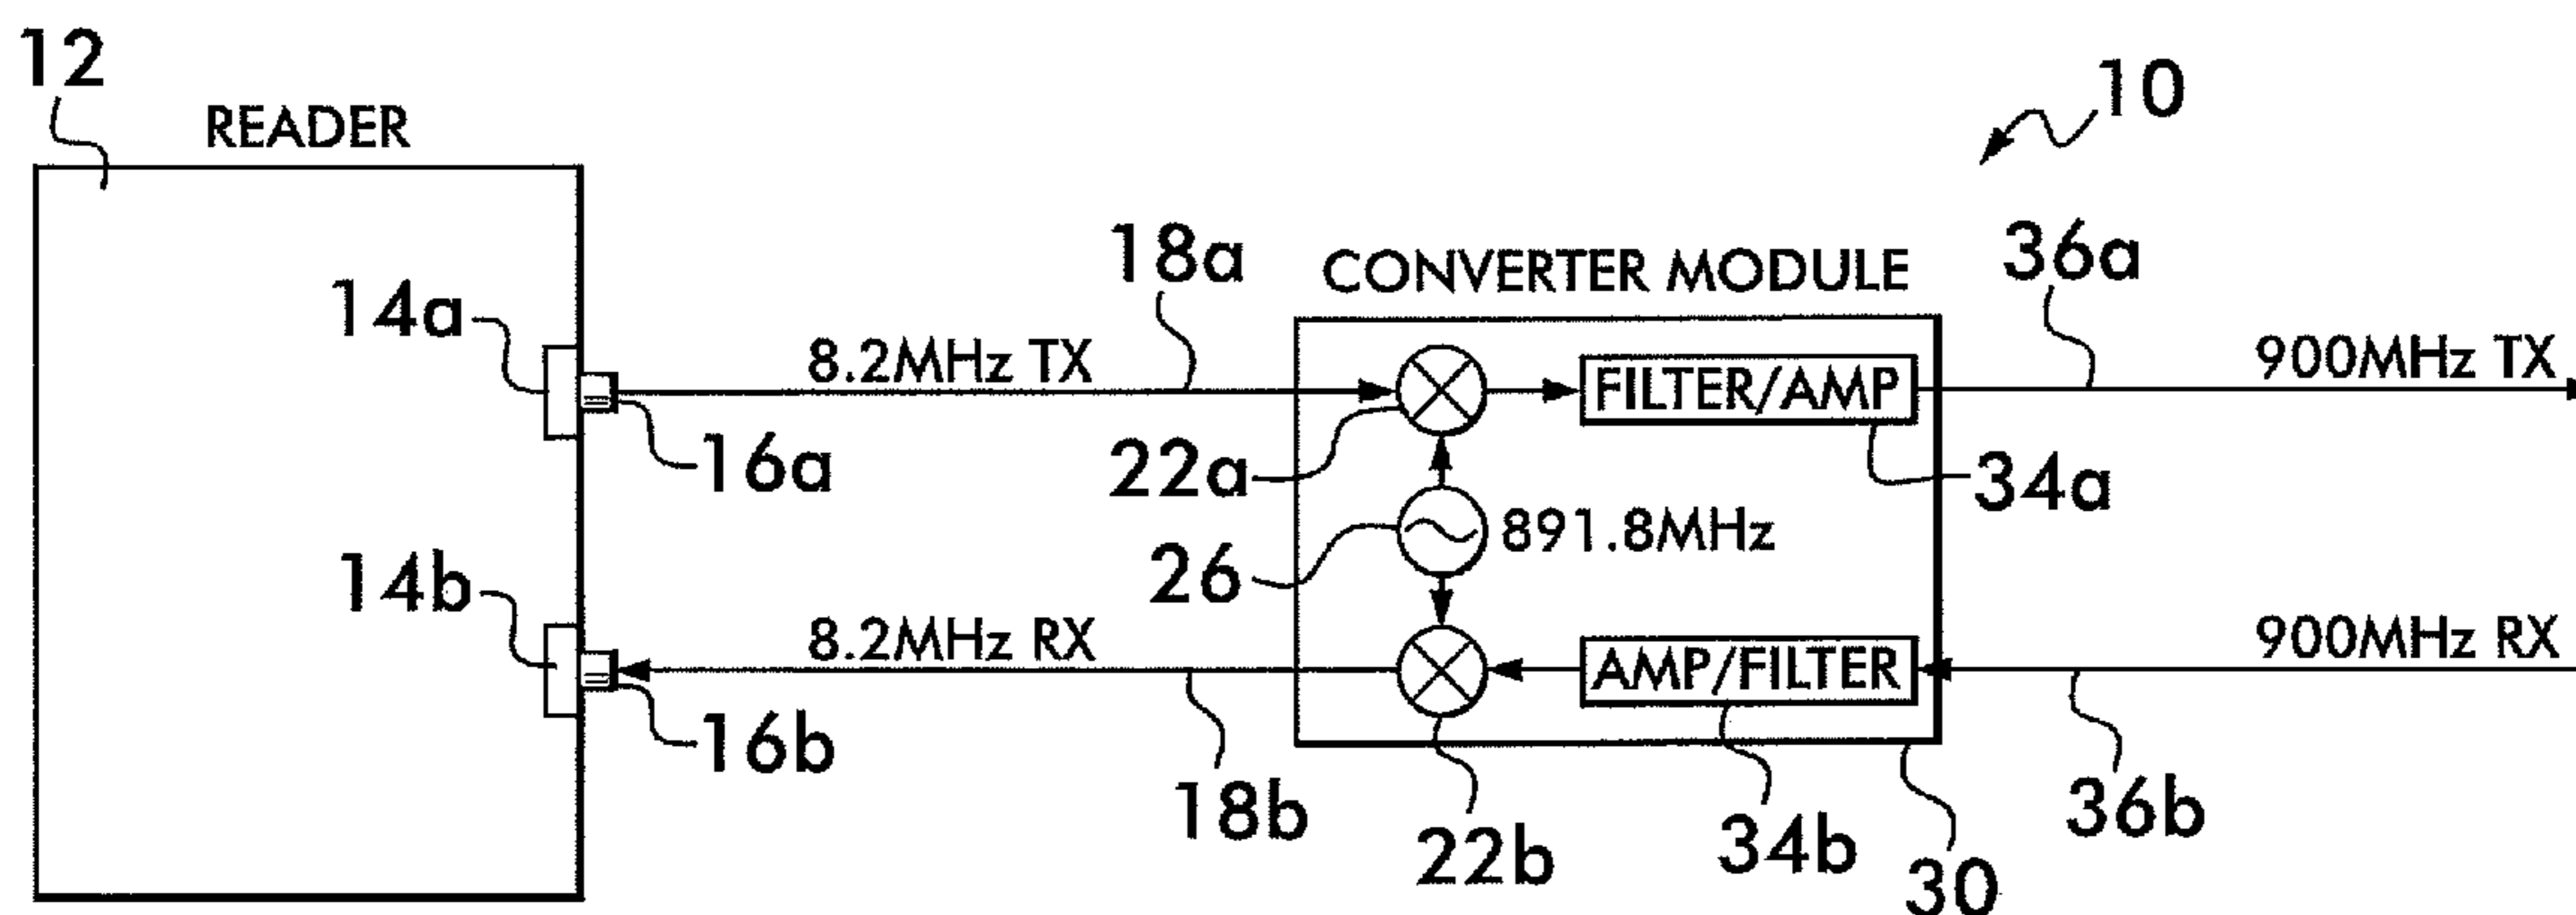 12
READER
10
18a
CONVERTER MODULE
36a
14a
8.2MHz TX
FILTER/AMP
900MHz TX
16a
22a
34a
26
891.8MHz
14b
8.2MHz RX
AMP/FILTER
900MHz RX
16b
18b
22b
34b
30
36b